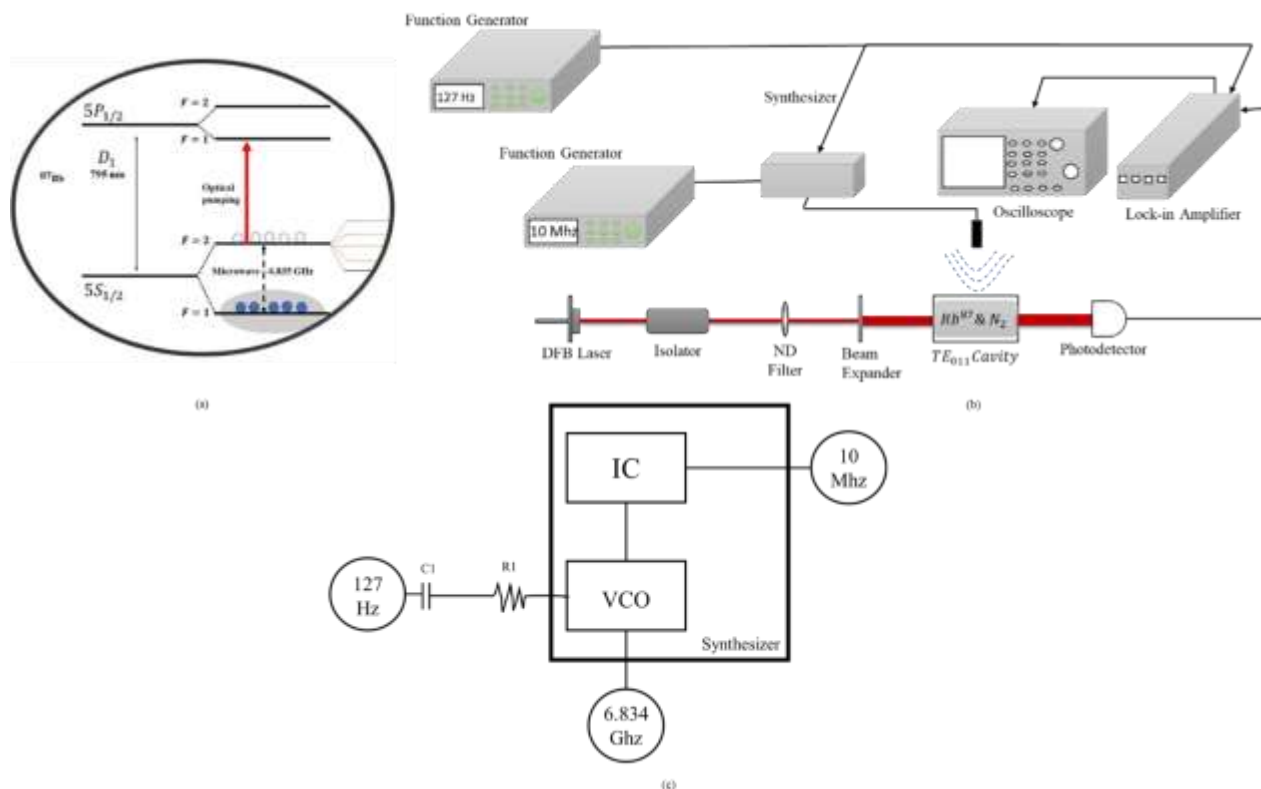 5P1/2
F = 2
F = 1
D1
795 nm
87Rb
Optical
pumping
F = 2
Microwave
GHz
5S1/2
F = 1
(a)
Function Generator
127 Hz
Synthesizer
Function Generator
10 Mhz
Oscilloscope
Lock-in Amplifier
DFB Laser
Isolator
ND
Filter
Beam
Expander
Rb87 & N2
TE011 Cavity
Photodetector
(b)
IC
10
Mhz
127
Hz
C1
R1
VCO
Synthesizer
6.834
Ghz
(c)